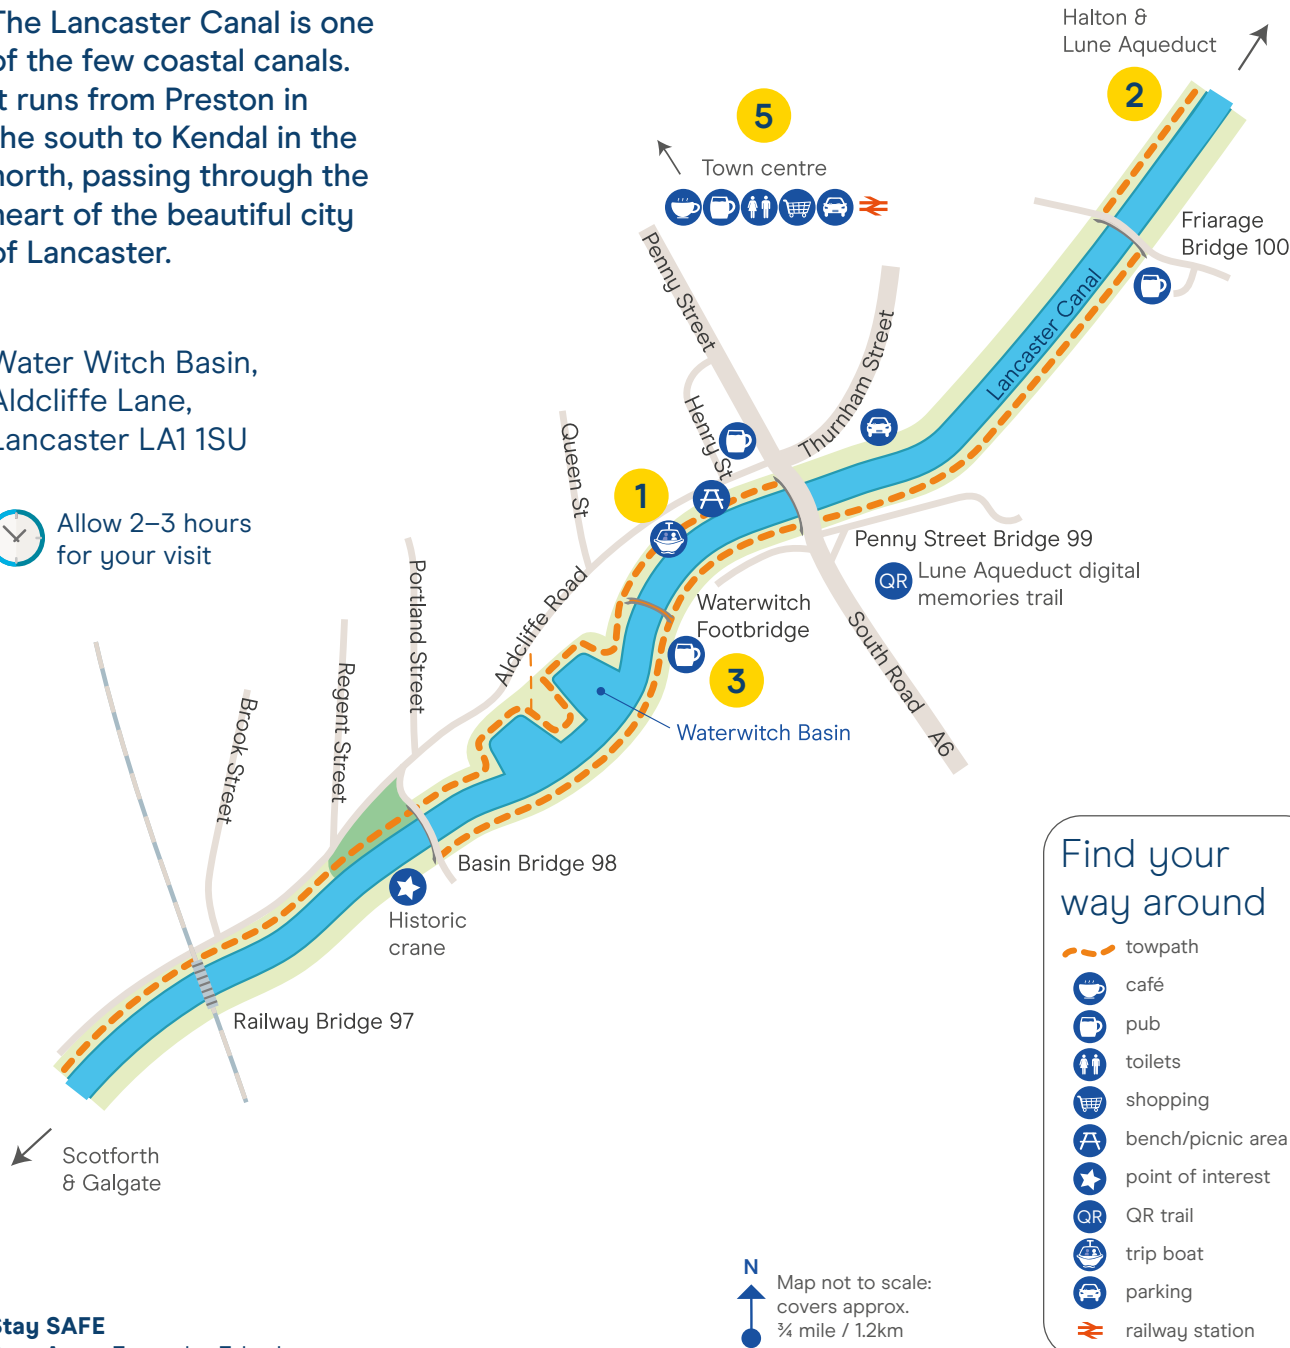 The Lancaster Canal is one
of the few coastal canals.
It runs from Preston in
the south to Kendal in the
north, passing through the
heart of the beautiful city
of Lancaster.
Water Witch Basin,
Aldcliffe Lane,
Lancaster LA1 1SU
Allow 2–3 hours
for your visit
Halton &
Lune Aqueduct
2
5
Town centre
Friarage
Bridge 100
Penny Street
Lancaster Canal
Thurnham Street
Henry St
Queen St
1
Penny Street Bridge 99
QR
Lune Aqueduct digital
memories trail
Portland Street
Aldcliffe Road
Waterwitch
Footbridge
South Road
A6
3
Waterwitch Basin
Regent Street
Brook Street
Basin Bridge 98
Historic
crane
Railway Bridge 97
Scotforth
& Galgate
Find your
way around
towpath
café
pub
toilets
shopping
bench/picnic area
point of interest
QR
QR trail
trip boat
parking
railway station
N
Map not to scale:
covers approx.
¾ mile / 1.2km
Stay SAFE